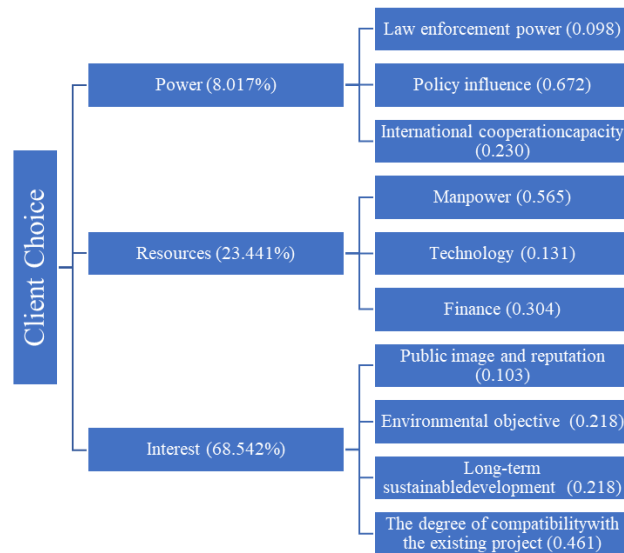 Client Choice
Power (8.017%)
Law enforcement power (0.098)
Policy influence (0.672)
International cooperationcapacity
(0.230)
Resources (23.441%)
Manpower (0.565)
Technology (0.131)
Finance (0.304)
Interest (68.542%)
Public image and reputation
(0.103)
Environmental objective (0.218)
Long-term
sustainabledevelopment (0.218)
The degree of compatibilitywith
the existing project (0.461)